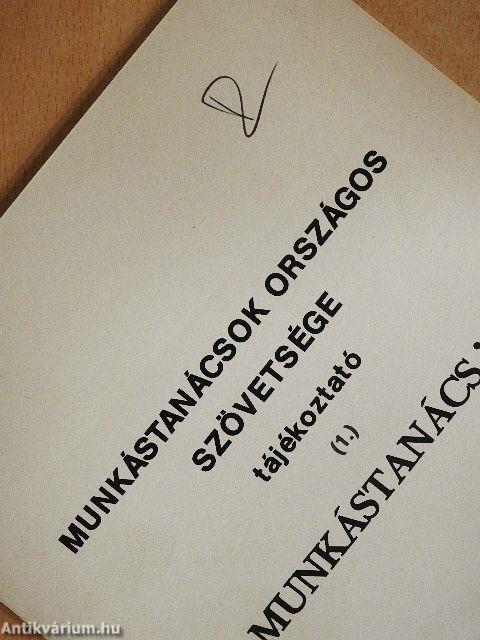 MUNKÁSTANÁCSOK ORSZÁGOS
SZÖVETSÉGE
tájékoztató
(1.)
MUNKÁSTANÁCS
Antikvárium.hu